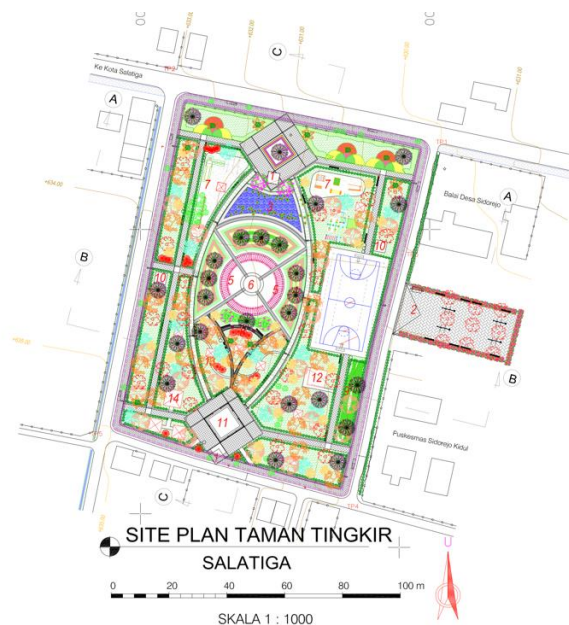 Ke Kota Salatiga
C
A
7
1
3
7
10
Balai Desa Sidorejo
A
B
10
5
6
5
2
B
12
14
11
Puskesmas Sidorejo Kidul
C
SITE PLAN TAMAN TINGKIR
SALATIGA
U
0 20 40 60 80 100 m
SKALA 1 : 1000